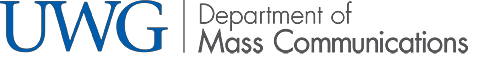 UWG
Department of
Mass Communications